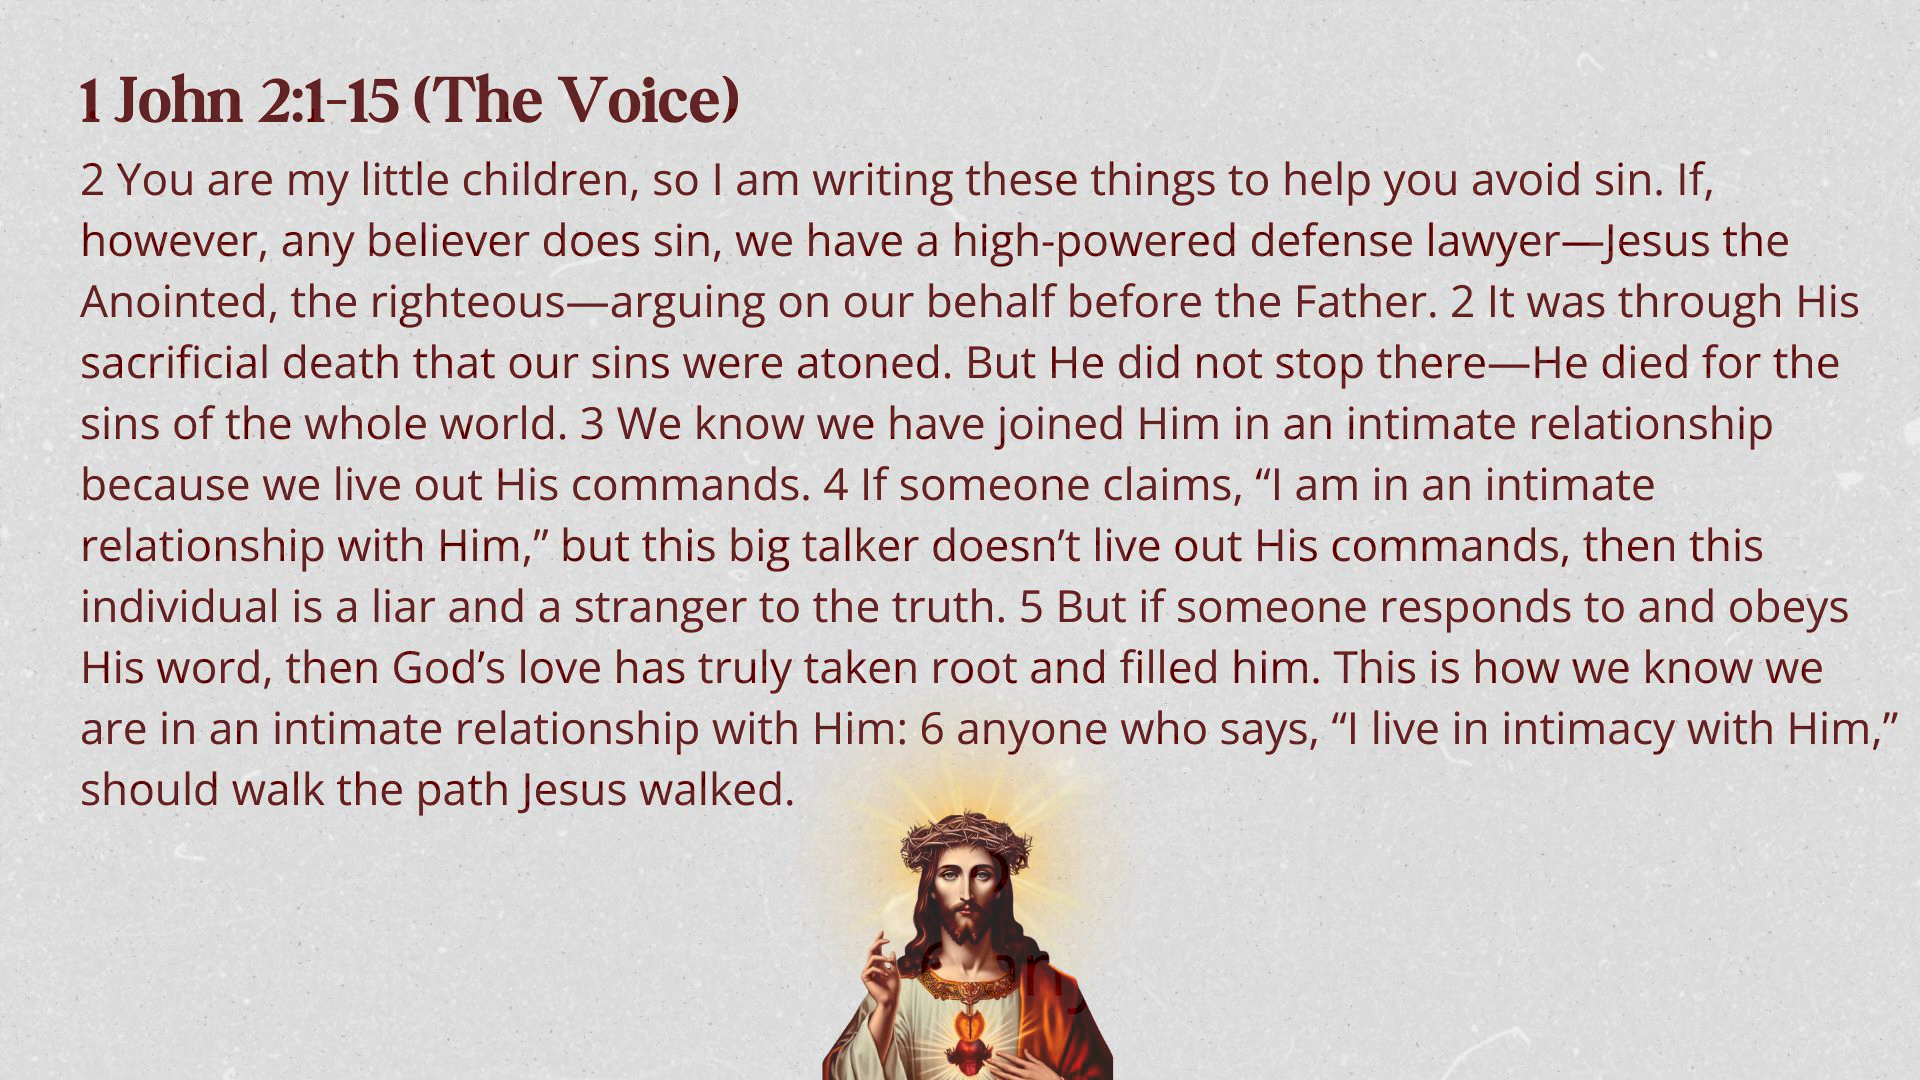 1 John 2:1-15 (The Voice)
2 You are my little children, so I am writing these things to help you avoid sin. If,
however, any believer does sin, we have a high-powered defense lawyer—Jesus the
Anointed, the righteous—arguing on our behalf before the Father. 2 It was through His
sacrificial death that our sins were atoned. But He did not stop there—He died for the
sins of the whole world. 3 We know we have joined Him in an intimate relationship
because we live out His commands. 4 If someone claims, “I am in an intimate
relationship with Him,” but this big talker doesn’t live out His commands, then this
individual is a liar and a stranger to the truth. 5 But if someone responds to and obeys
His word, then God’s love has truly taken root and filled him. This is how we know we
are in an intimate relationship with Him: 6 anyone who says, “I live in intimacy with Him,”
should walk the path Jesus walked.